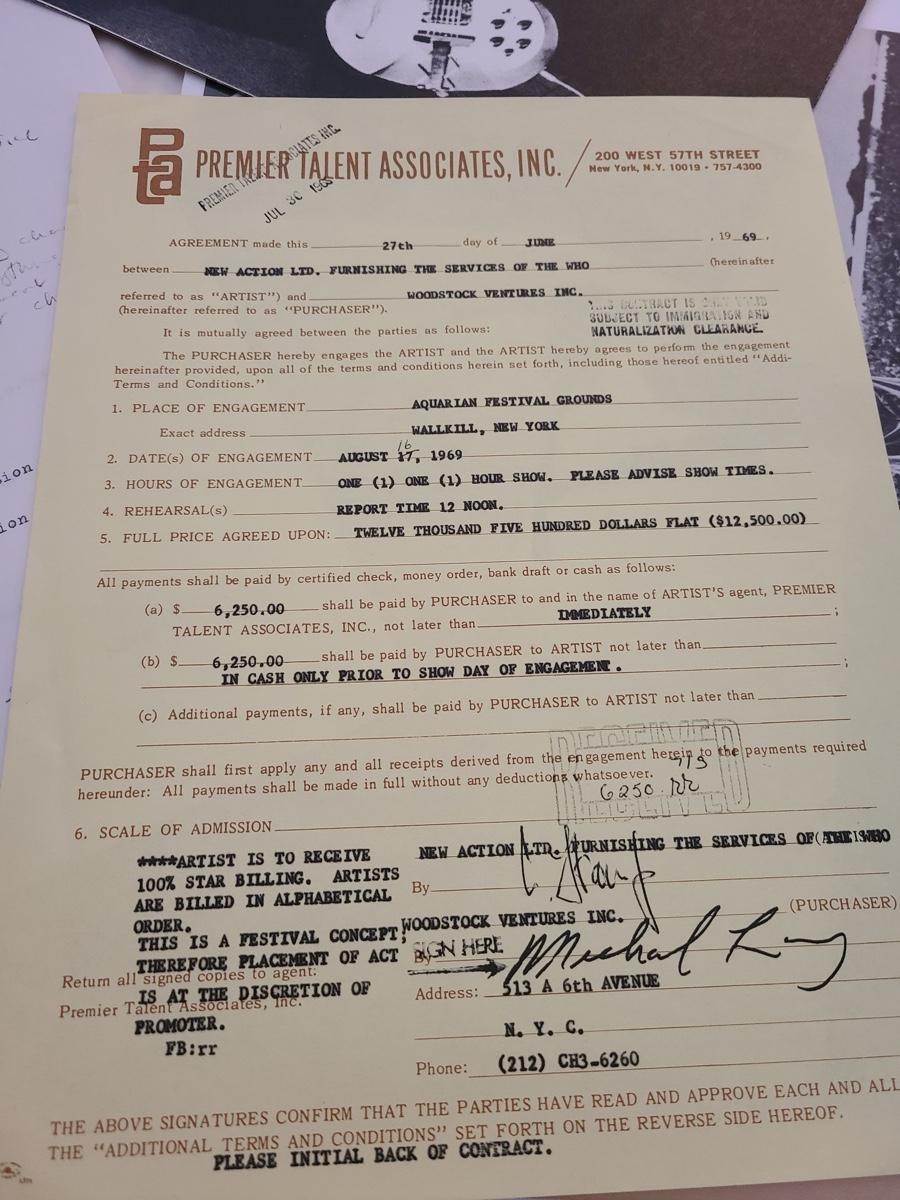 pta PREMIER TALENT ASSOCIATES, INC. / 200 WEST 57TH STREET
New York, N.Y. 10019 • 757-4300
PREMIER TALENT ASSOCIATES INC.
JUL 30 1969
AGREEMENT made this 27th day of JUNE , 19 69 ,
between NEW ACTION LTD. FURNISHING THE SERVICES OF THE WHO (hereinafter
referred to as "ARTIST") and WOODSTOCK VENTURES INC.
(hereinafter referred to as "PURCHASER").
THIS CONTRACT IS ONLY VALID
SUBJECT TO IMMIGRATION AND
NATURALIZATION CLEARANCE.
It is mutually agreed between the parties as follows:
The PURCHASER hereby engages the ARTIST and the ARTIST hereby agrees to perform the engagement
hereinafter provided, upon all of the terms and conditions herein set forth, including those hereof entitled "Addi-
Terms and Conditions."
1. PLACE OF ENGAGEMENT AQUARIAN FESTIVAL GROUNDS
Exact address WALLKILL, NEW YORK
16
2. DATE(s) OF ENGAGEMENT AUGUST 17, 1969
3. HOURS OF ENGAGEMENT ONE (1) ONE (1) HOUR SHOW. PLEASE ADVISE SHOW TIMES.
4. REHEARSAL(s) REPORT TIME 12 NOON.
5. FULL PRICE AGREED UPON: TWELVE THOUSAND FIVE HUNDRED DOLLARS FLAT ($12,500.00)
All payments shall be paid by certified check, money order, bank draft or cash as follows:
(a) $ 6,250.00 shall be paid by PURCHASER to and in the name of ARTIST'S agent, PREMIER
TALENT ASSOCIATES, INC., not later than IMMEDIATELY ;
(b) $ 6,250.00 shall be paid by PURCHASER to ARTIST not later than
IN CASH ONLY PRIOR TO SHOW DAY OF ENGAGEMENT. ;
(c) Additional payments, if any, shall be paid by PURCHASER to ARTIST not later than
RECEIVED
PURCHASER shall first apply any and all receipts derived from the engagement herein to the payments required
hereunder: All payments shall be made in full without any deductions whatsoever.
6250 RR
RECEIVED
6. SCALE OF ADMISSION
NEW ACTION LTD. FURNISHING THE SERVICES OF THE WHO
****ARTIST IS TO RECEIVE
100% STAR BILLING. ARTISTS
ARE BILLED IN ALPHABETICAL
ORDER.
THIS IS A FESTIVAL CONCEPT;
THEREFORE PLACEMENT OF ACT
IS AT THE DISCRETION OF
PROMOTER.
FB:rr
By
WOODSTOCK VENTURES INC. (PURCHASER)
SIGN HERE
By Michael Lang
Return all signed copies to agent:
Premier Talent Associates, Inc.
Address: 513 A 6th AVENUE
N. Y. C.
Phone: (212) CH3-6260
THE ABOVE SIGNATURES CONFIRM THAT THE PARTIES HAVE READ AND APPROVE EACH AND ALL
THE "ADDITIONAL TERMS AND CONDITIONS" SET FORTH ON THE REVERSE SIDE HEREOF.
PLEASE INITIAL BACK OF CONTRACT.